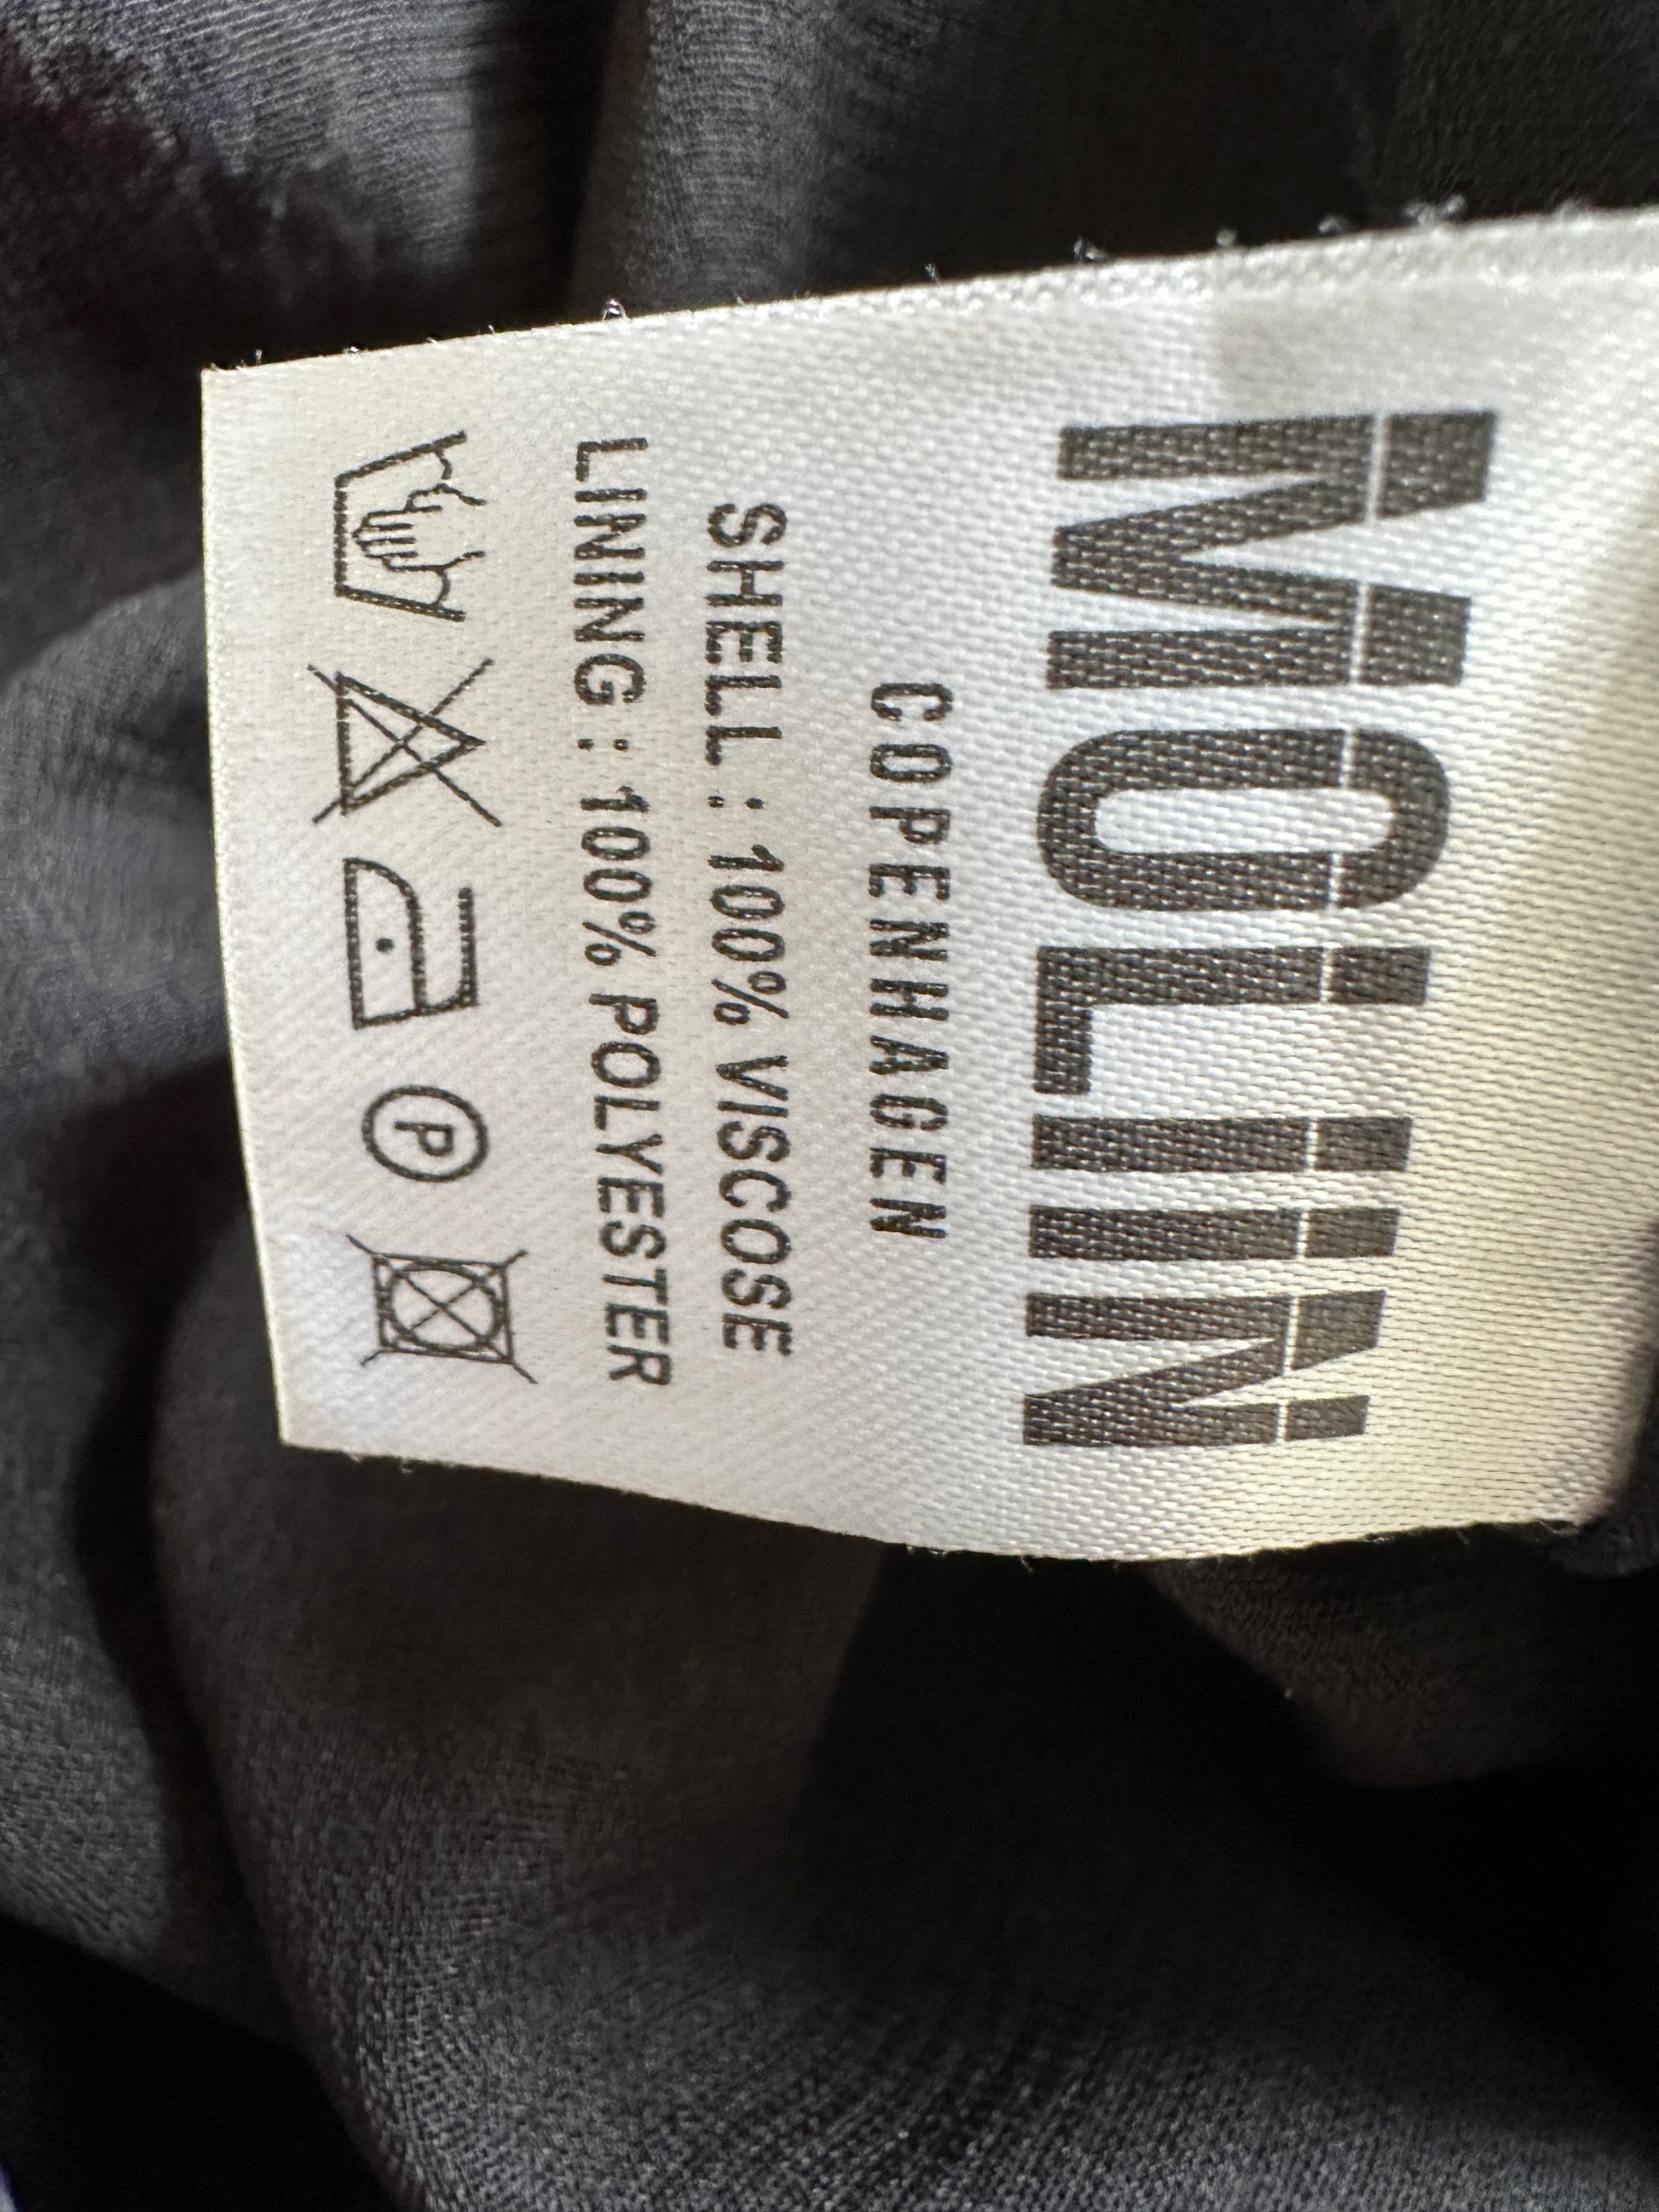 MOLIIN
COPENHAGEN
SHELL : 100% VISCOSE
LINING : 100% POLYESTER
P